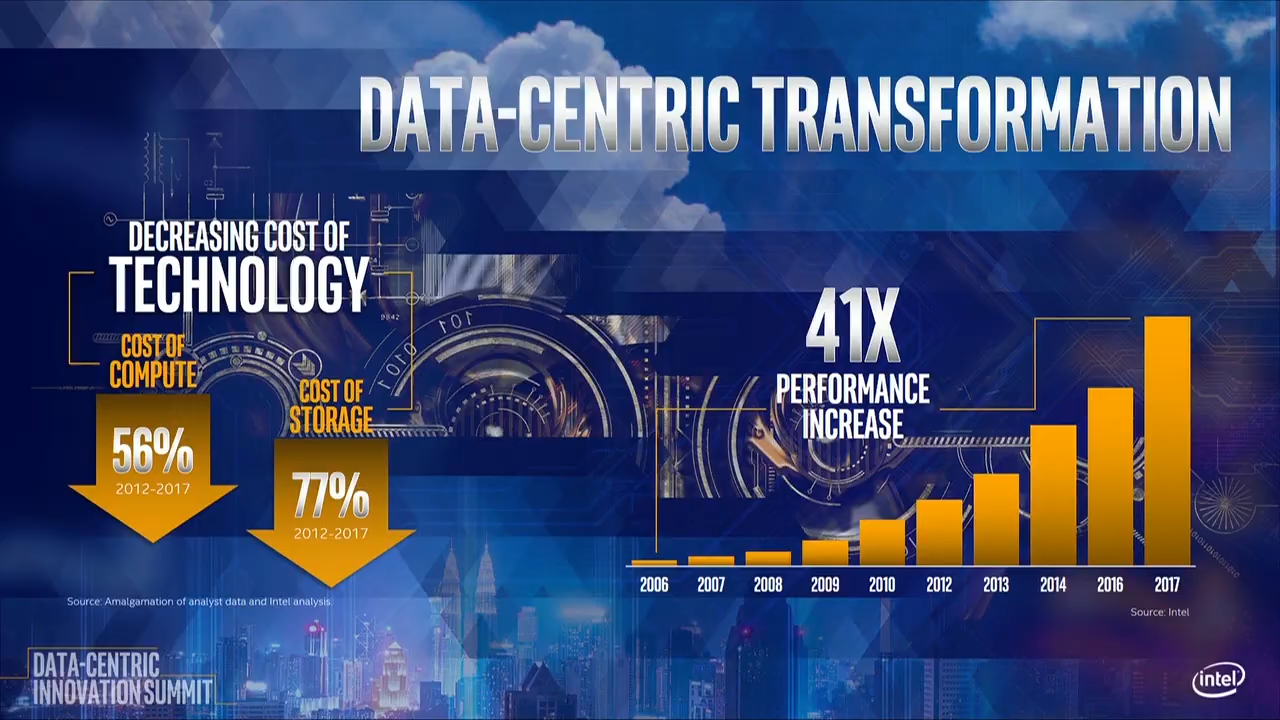 DATA-CENTRIC TRANSFORMATION
DECREASING COST OF
TECHNOLOGY
COST OF
COMPUTE
56%
2012-2017
COST OF
STORAGE
77%
2012-2017
Source: Amalgamation of analyst data and Intel analysis.
41X
PERFORMANCE
INCREASE
2006 2007 2008 2009 2010 2012 2013 2014 2016 2017
Source: Intel
DATA-CENTRIC
INNOVATION SUMMIT
intel
9842